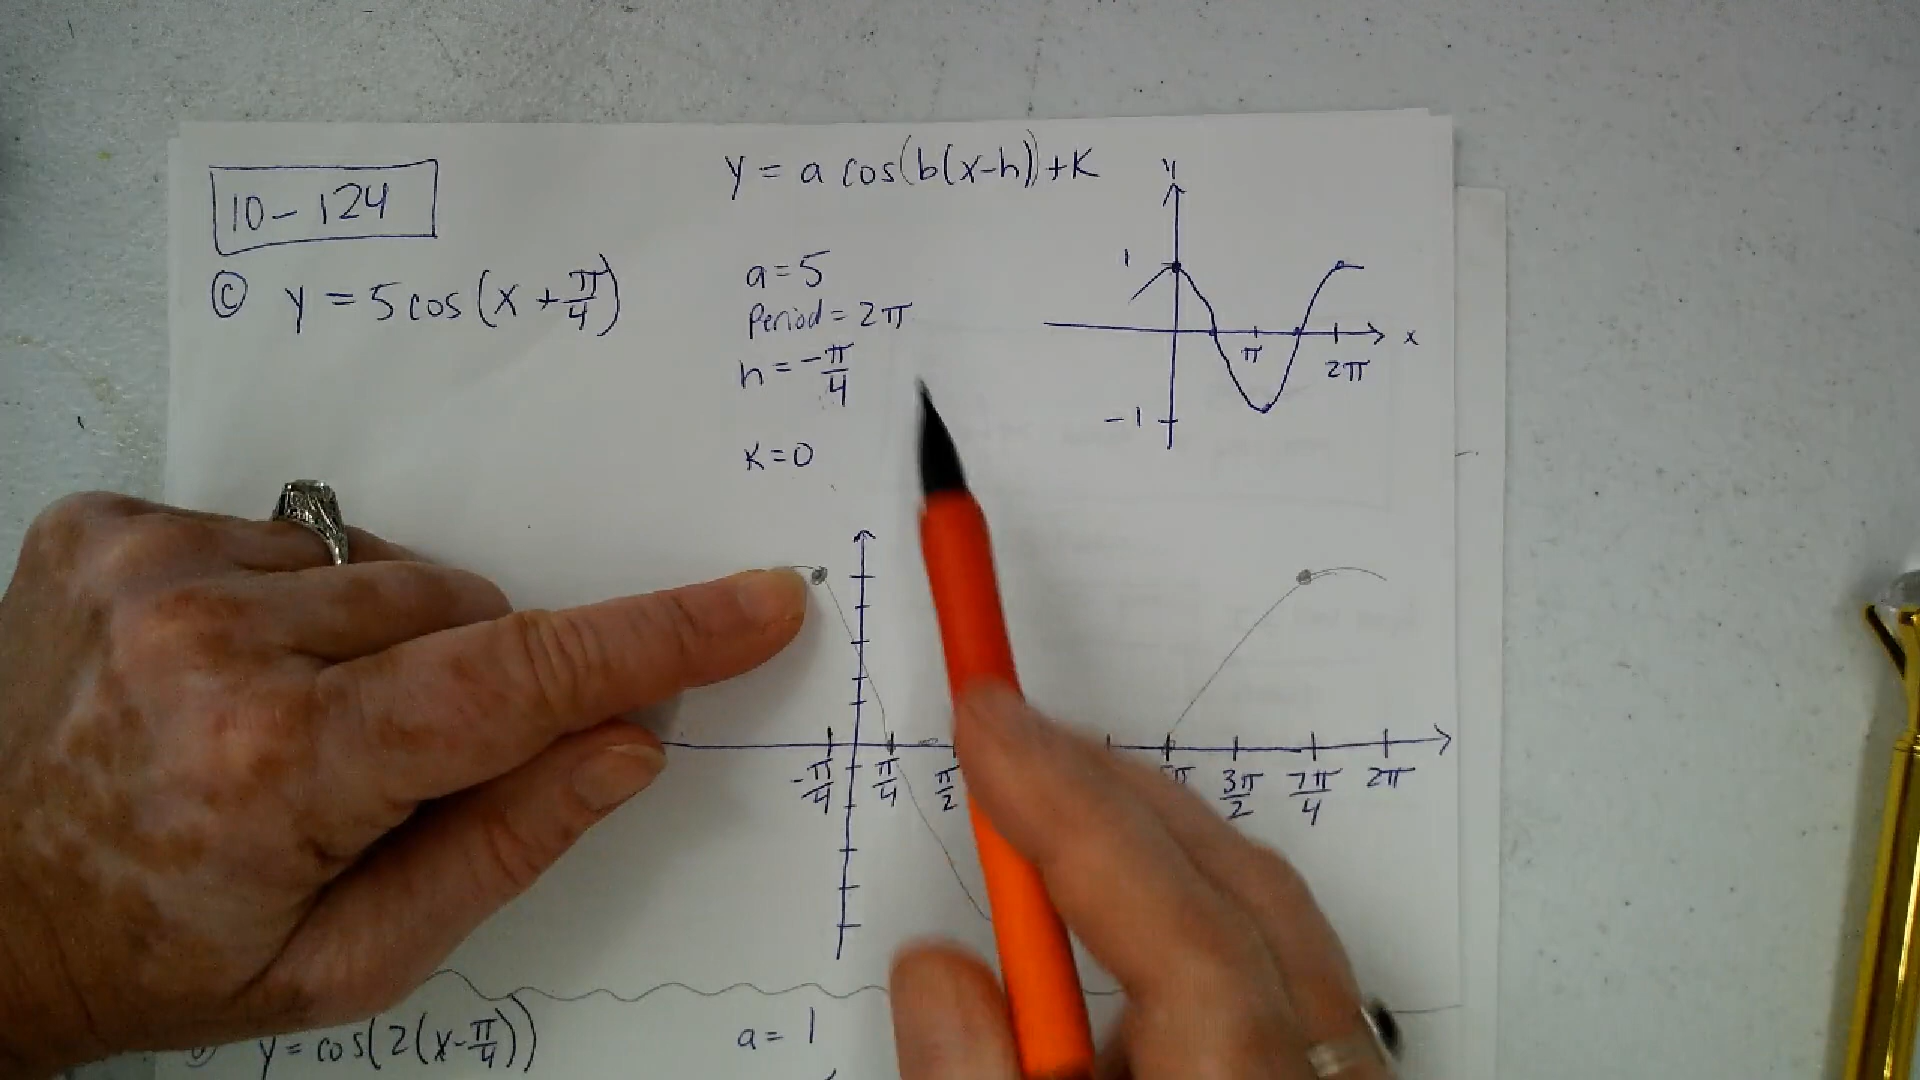 10-124
y = a cos(b(x-h))+K
y
1
-1
π
2π
x
© y = 5 cos(x + π/4)
a = 5
Period = 2π
h = -π/4
K = 0
-π/4 π/4 π/2 3π/2 7π/4 2π
y = cos(2(x-π/4))
a = 1